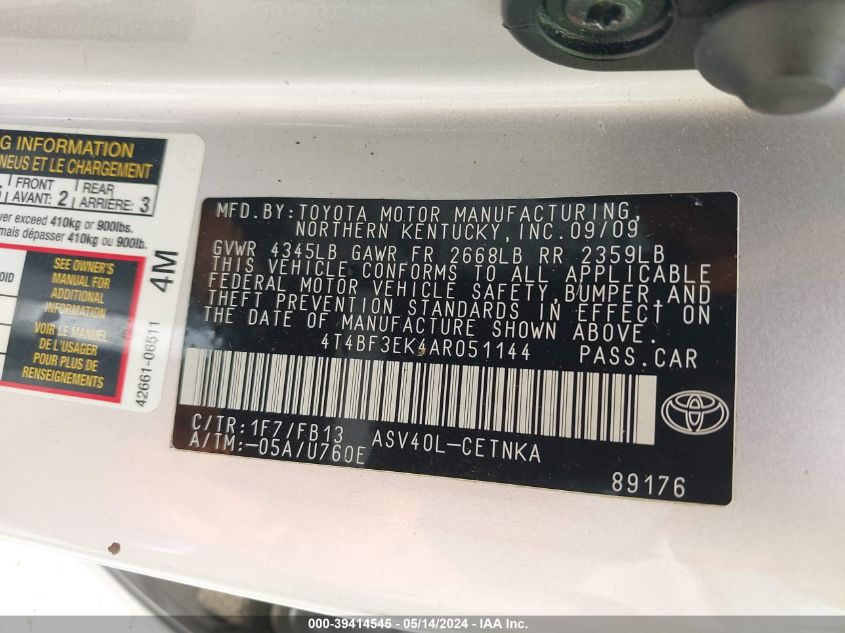 G INFORMATION
NEUS ET LE CHARGEMENT
FRONT 2 REAR 3
AVANT: ARRIÈRE:
ver exceed 410kg or 900lbs.
mais dépasser 410kg ou 900lb.
OID
SEE OWNER'S
MANUAL FOR
ADDITIONAL
INFORMATION
VOIR LE MANUEL
DE L'USAGER
POUR PLUS DE
RENSEIGNEMENTS
4M
42661-06511
MFD.BY:TOYOTA MOTOR MANUFACTURING,
NORTHERN KENTUCKY,INC.09/09
GVWR 4345LB GAWR FR 2668LB RR 2359LB
THIS VEHICLE CONFORMS TO ALL APPLICABLE
FEDERAL MOTOR VEHICLE SAFETY,BUMPER,AND
THEFT PREVENTION STANDARDS IN EFFECT ON
THE DATE OF MANUFACTURE SHOWN ABOVE.
4T4BF3EK4AR051144 PASS.CAR
C/TR:1F7/FB13 ASV40L-CETNKA
A/TM:-05A/U760E
89176
000-39414545 - 05/14/2024 - IAA Inc.